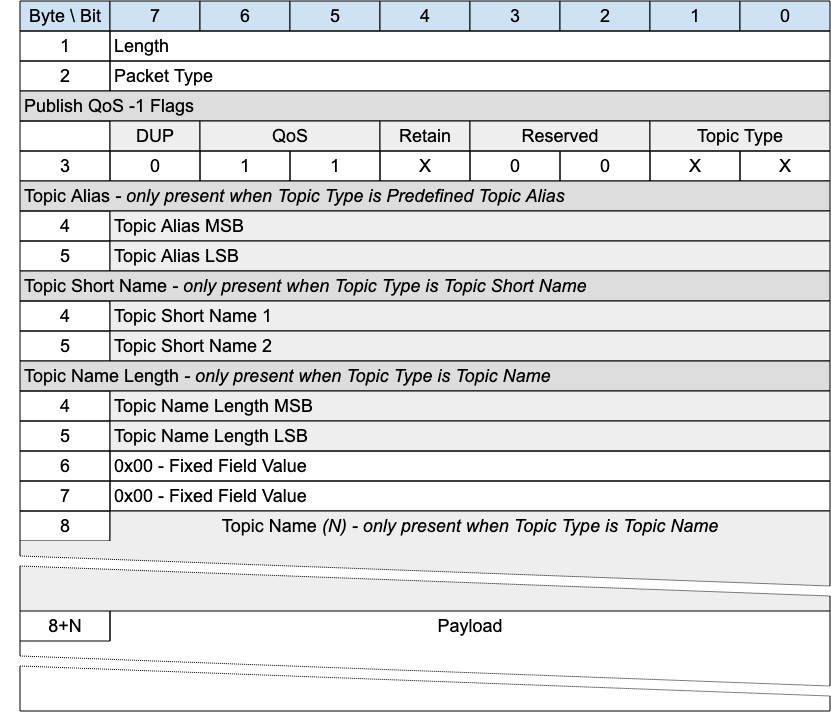 Byte \ Bit 7 6 5 4 3 2 1 0
1 Length
2 Packet Type
Publish QoS -1 Flags
DUP QoS Retain Reserved Topic Type
3 0 1 1 X 0 0 X X
Topic Alias - only present when Topic Type is Predefined Topic Alias
4 Topic Alias MSB
5 Topic Alias LSB
Topic Short Name - only present when Topic Type is Topic Short Name
4 Topic Short Name 1
5 Topic Short Name 2
Topic Name Length - only present when Topic Type is Topic Name
4 Topic Name Length MSB
5 Topic Name Length LSB
6 0x00 - Fixed Field Value
7 0x00 - Fixed Field Value
8 Topic Name (N) - only present when Topic Type is Topic Name
8+N Payload